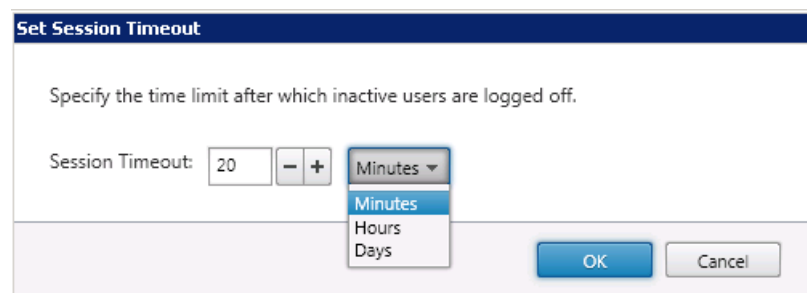 Set Session Timeout
Specify the time limit after which inactive users are logged off.
Session Timeout: 20 − + Minutes
Minutes
Hours
Days
OK Cancel